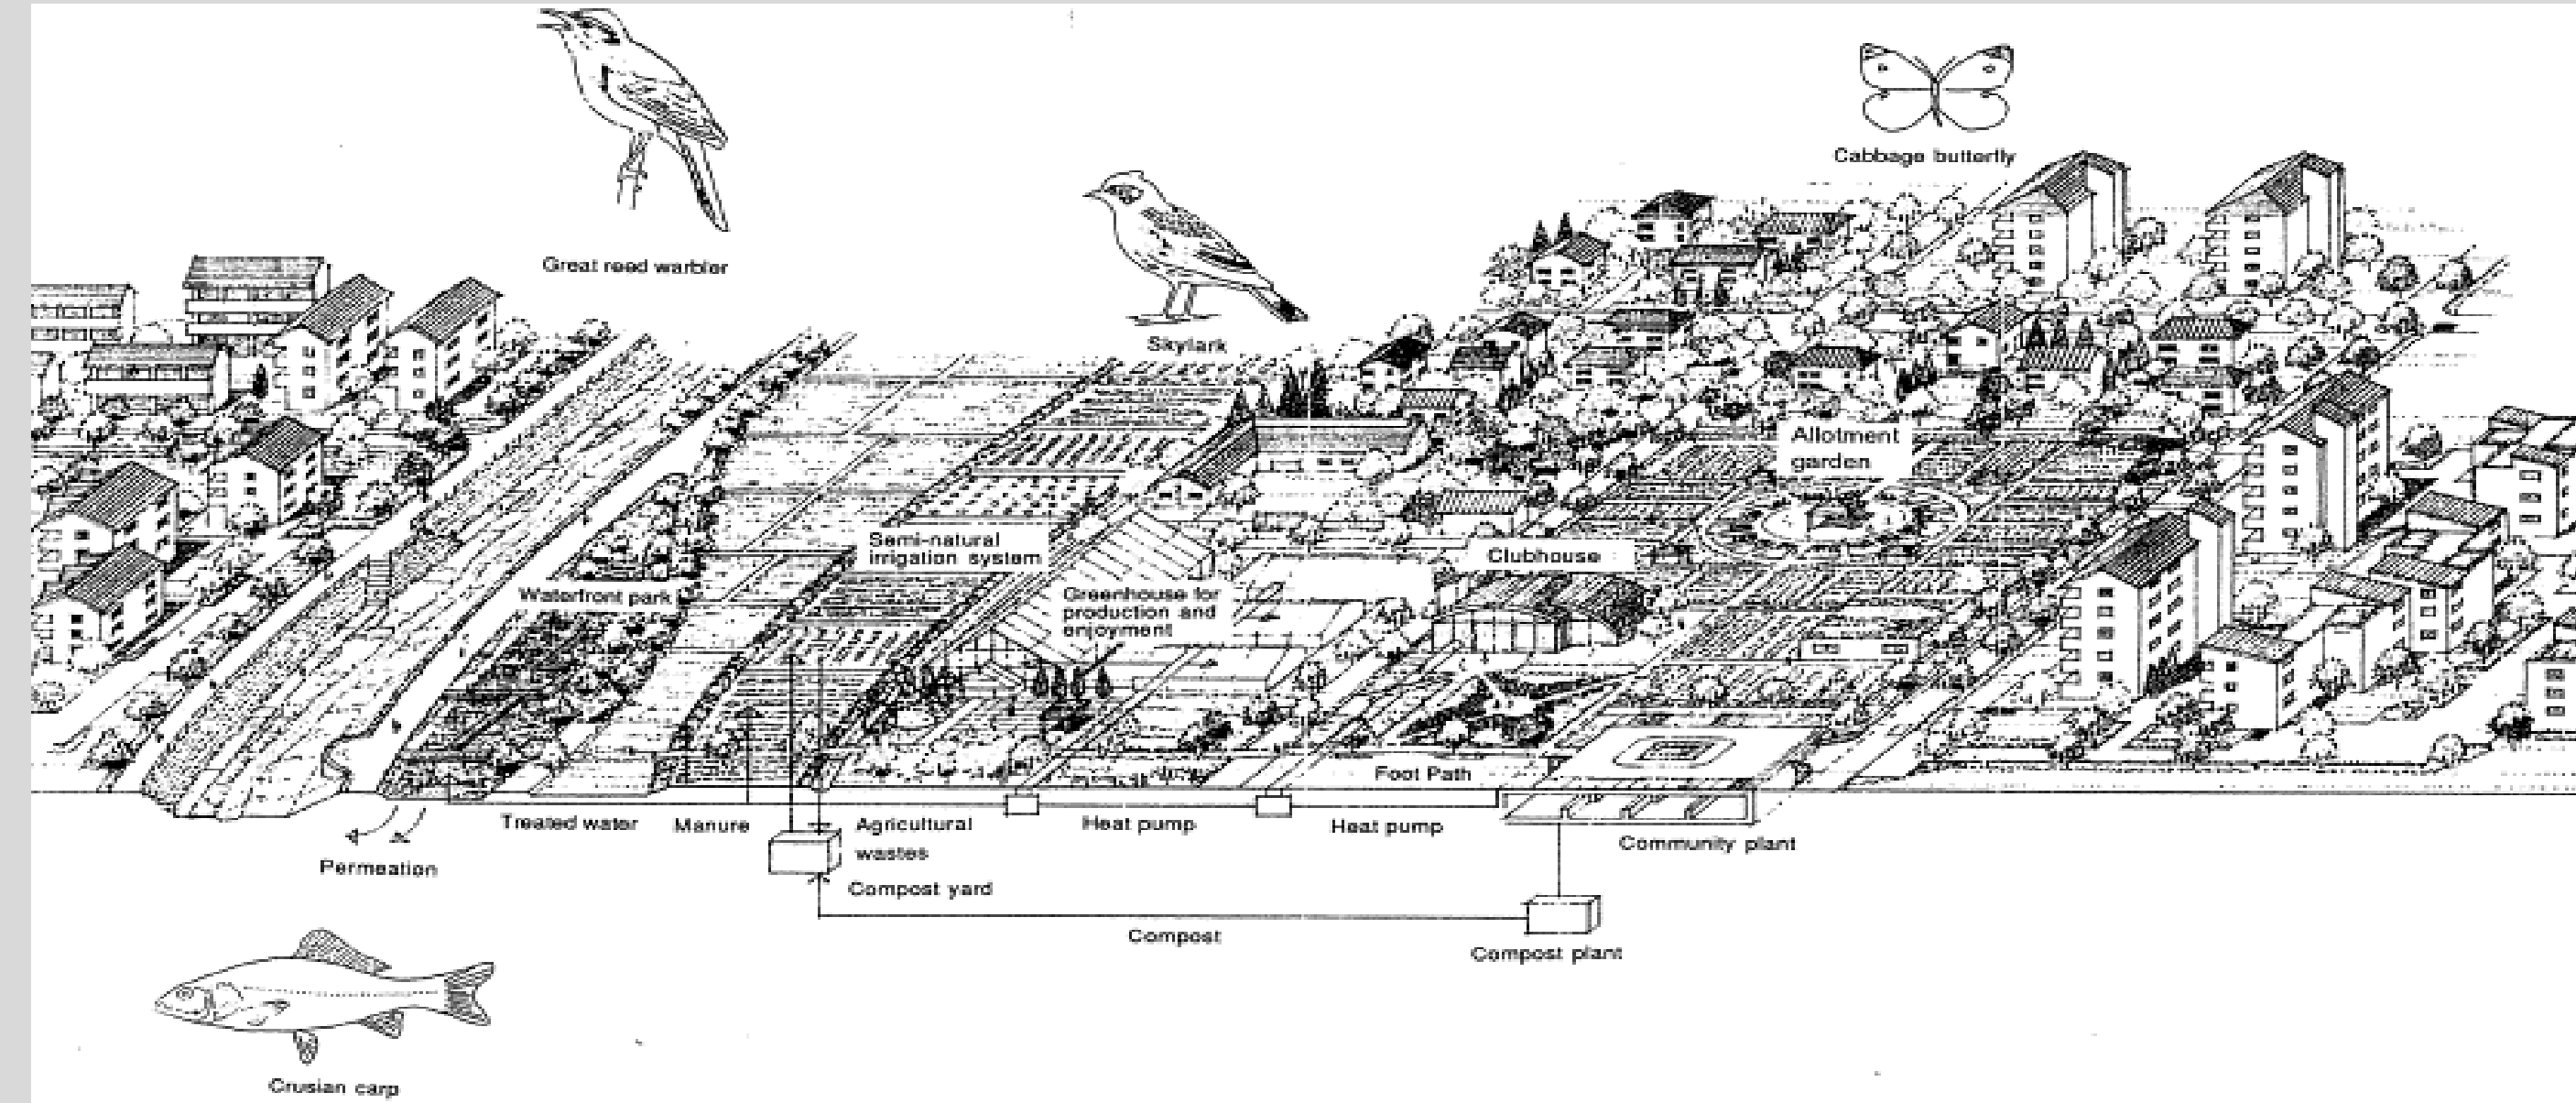 Cabbage butterfly
Great reed warbler
Skylark
Allotment
garden
Semi-natural
irrigation system
Clubhouse
Waterfront park
Greenhouse for
production and
enjoyment
Foot Path
Treated water
Manure
Agricultural
wastes
Heat pump
Heat pump
Community plant
Permeation
Compost yard
Compost
Compost plant
Crusian carp